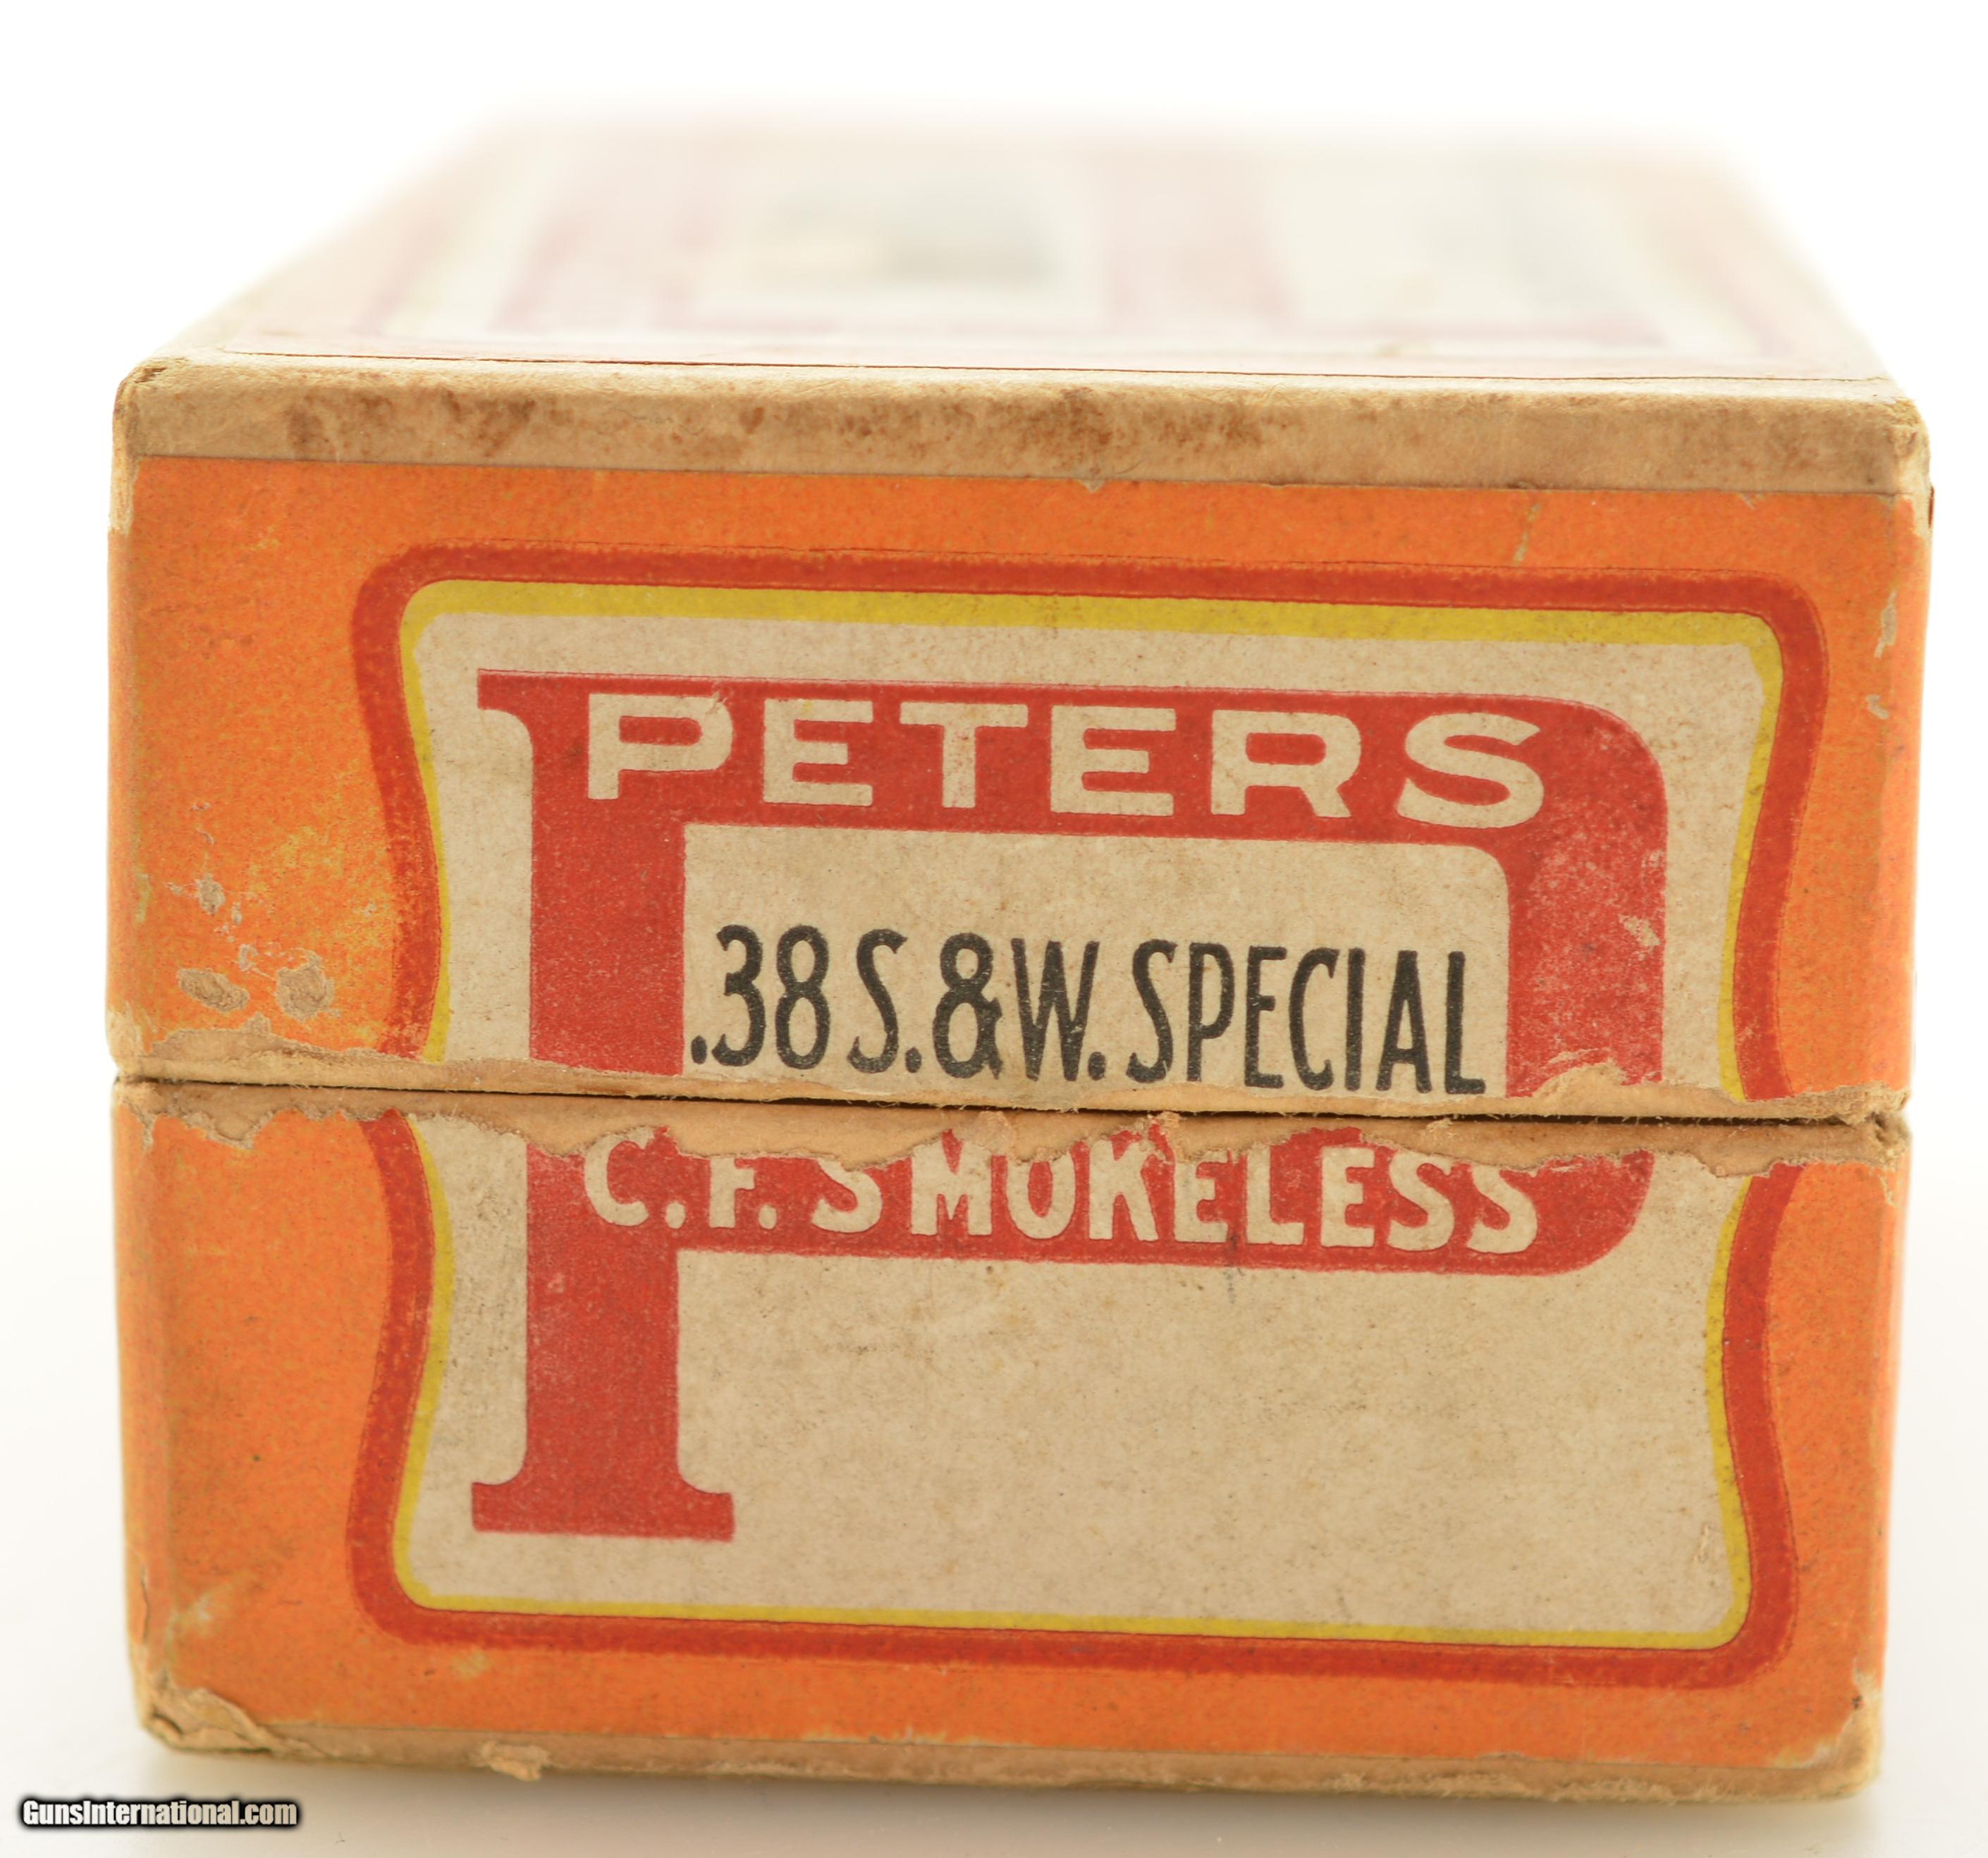 PETERS
.38 S.&W. SPECIAL
C.F. SMOKELESS
GunsInternational.com